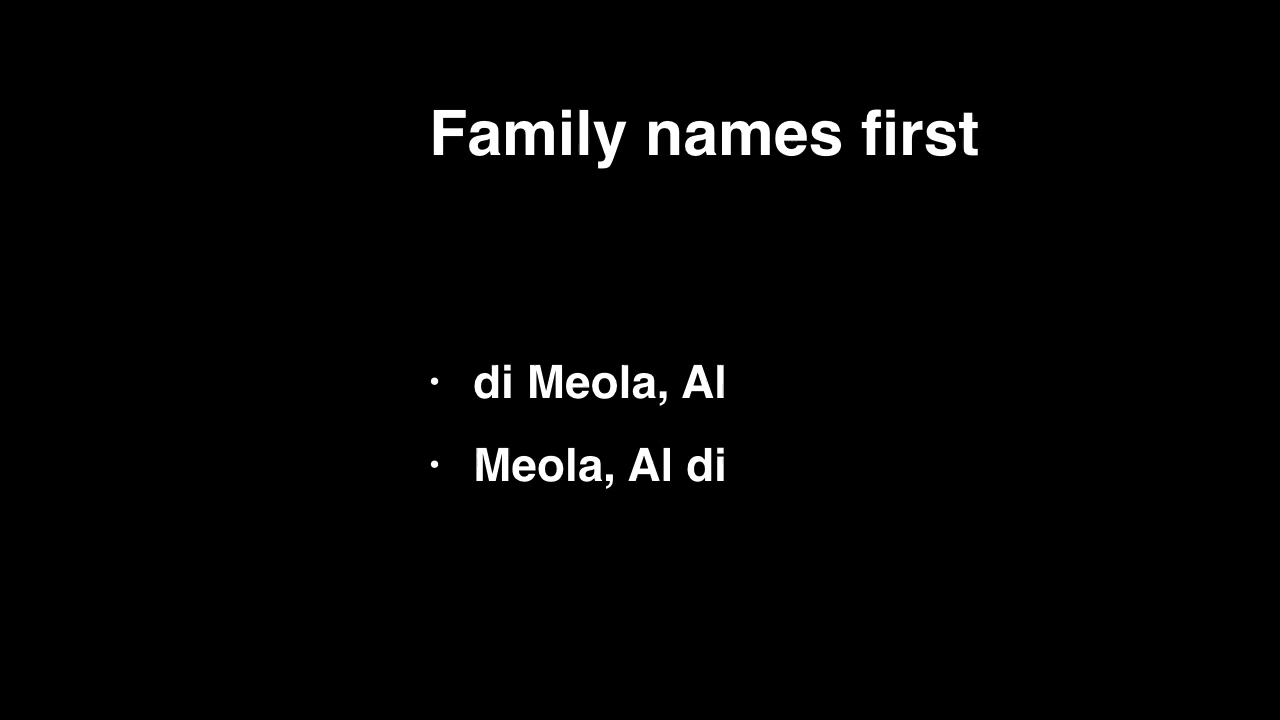 Family names first
• di Meola, Al
• Meola, Al di